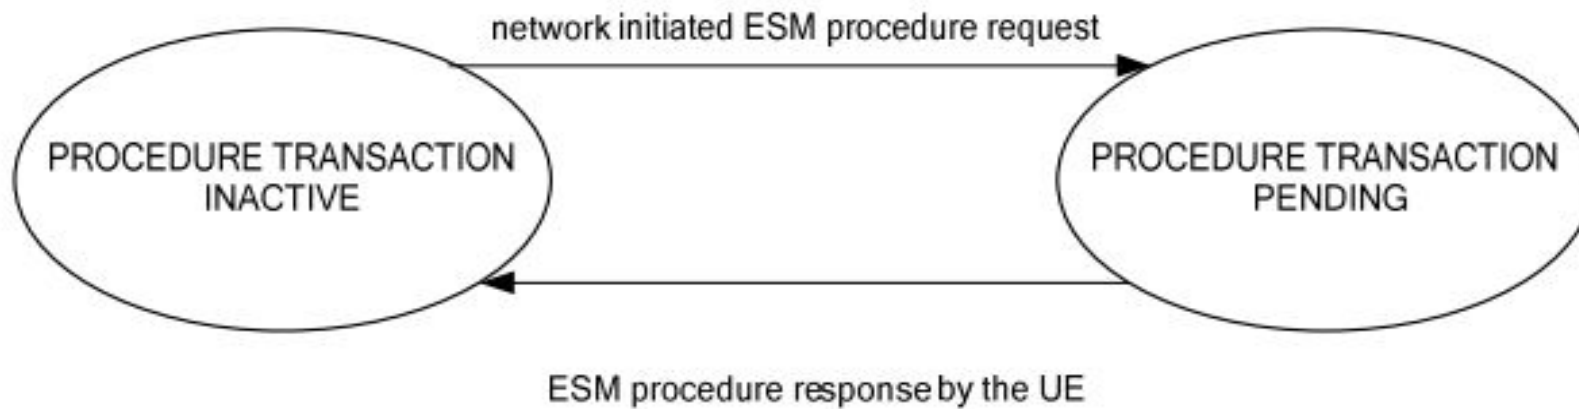 network initiated ESM procedure request
PROCEDURE TRANSACTION
INACTIVE
PROCEDURE TRANSACTION
PENDING
ESM procedure response by the UE